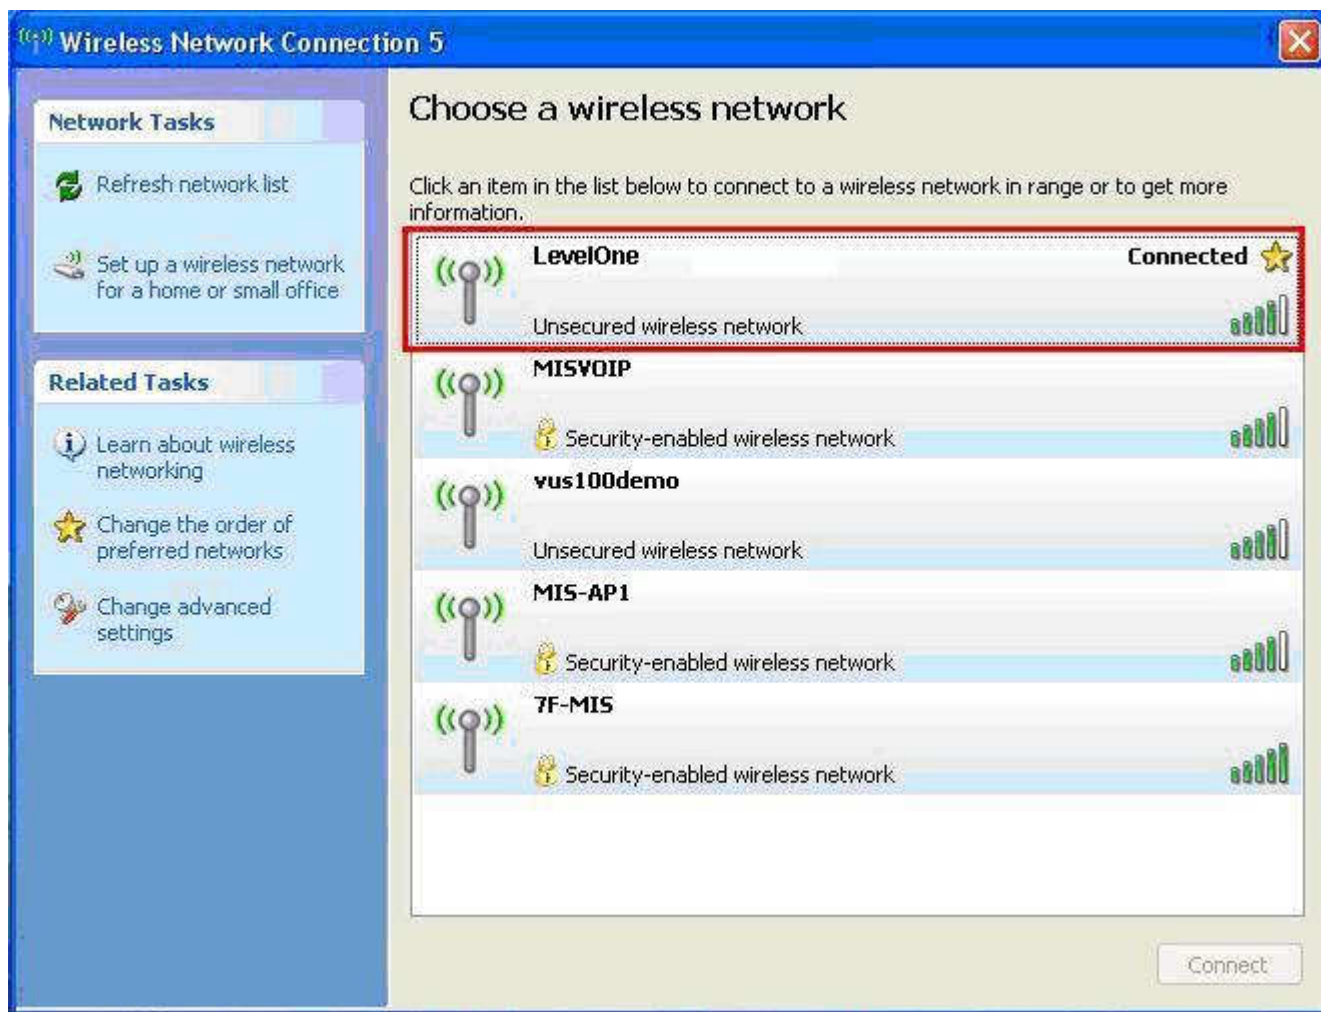 Wireless Network Connection 5
Network Tasks
Refresh network list
Set up a wireless network
for a home or small office
Related Tasks
Learn about wireless
networking
Change the order of
preferred networks
Change advanced
settings
Choose a wireless network
Click an item in the list below to connect to a wireless network in range or to get more
information.
LevelOne
Connected
Unsecured wireless network
MISVOIP
Security-enabled wireless network
vus100demo
Unsecured wireless network
MIS-AP1
Security-enabled wireless network
7F-MIS
Security-enabled wireless network
Connect